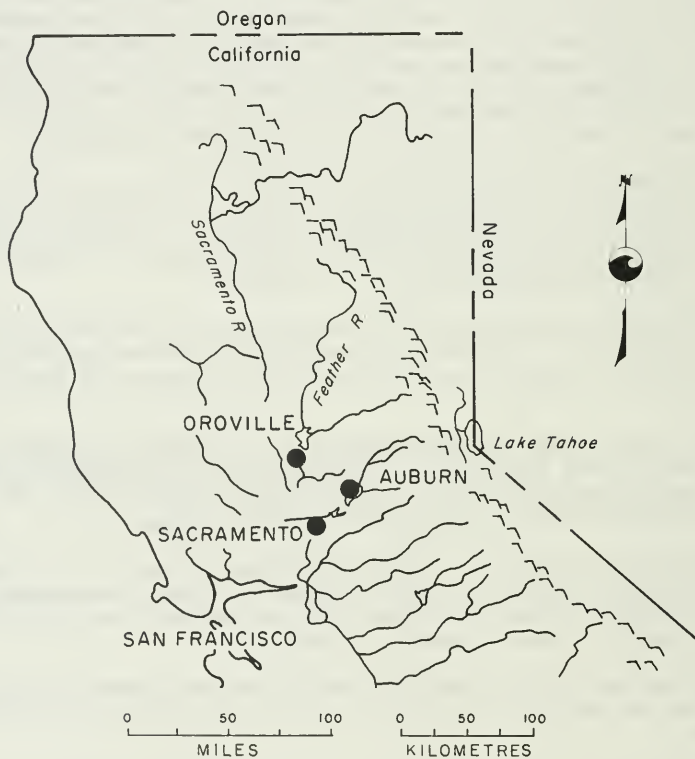 Oregon
California
N
Nevada
Sacramento R
Feather R
OROVILLE
Lake Tahoe
AUBURN
SACRAMENTO
SAN FRANCISCO
0 50 100
MILES
0 50 100
KILOMETRES